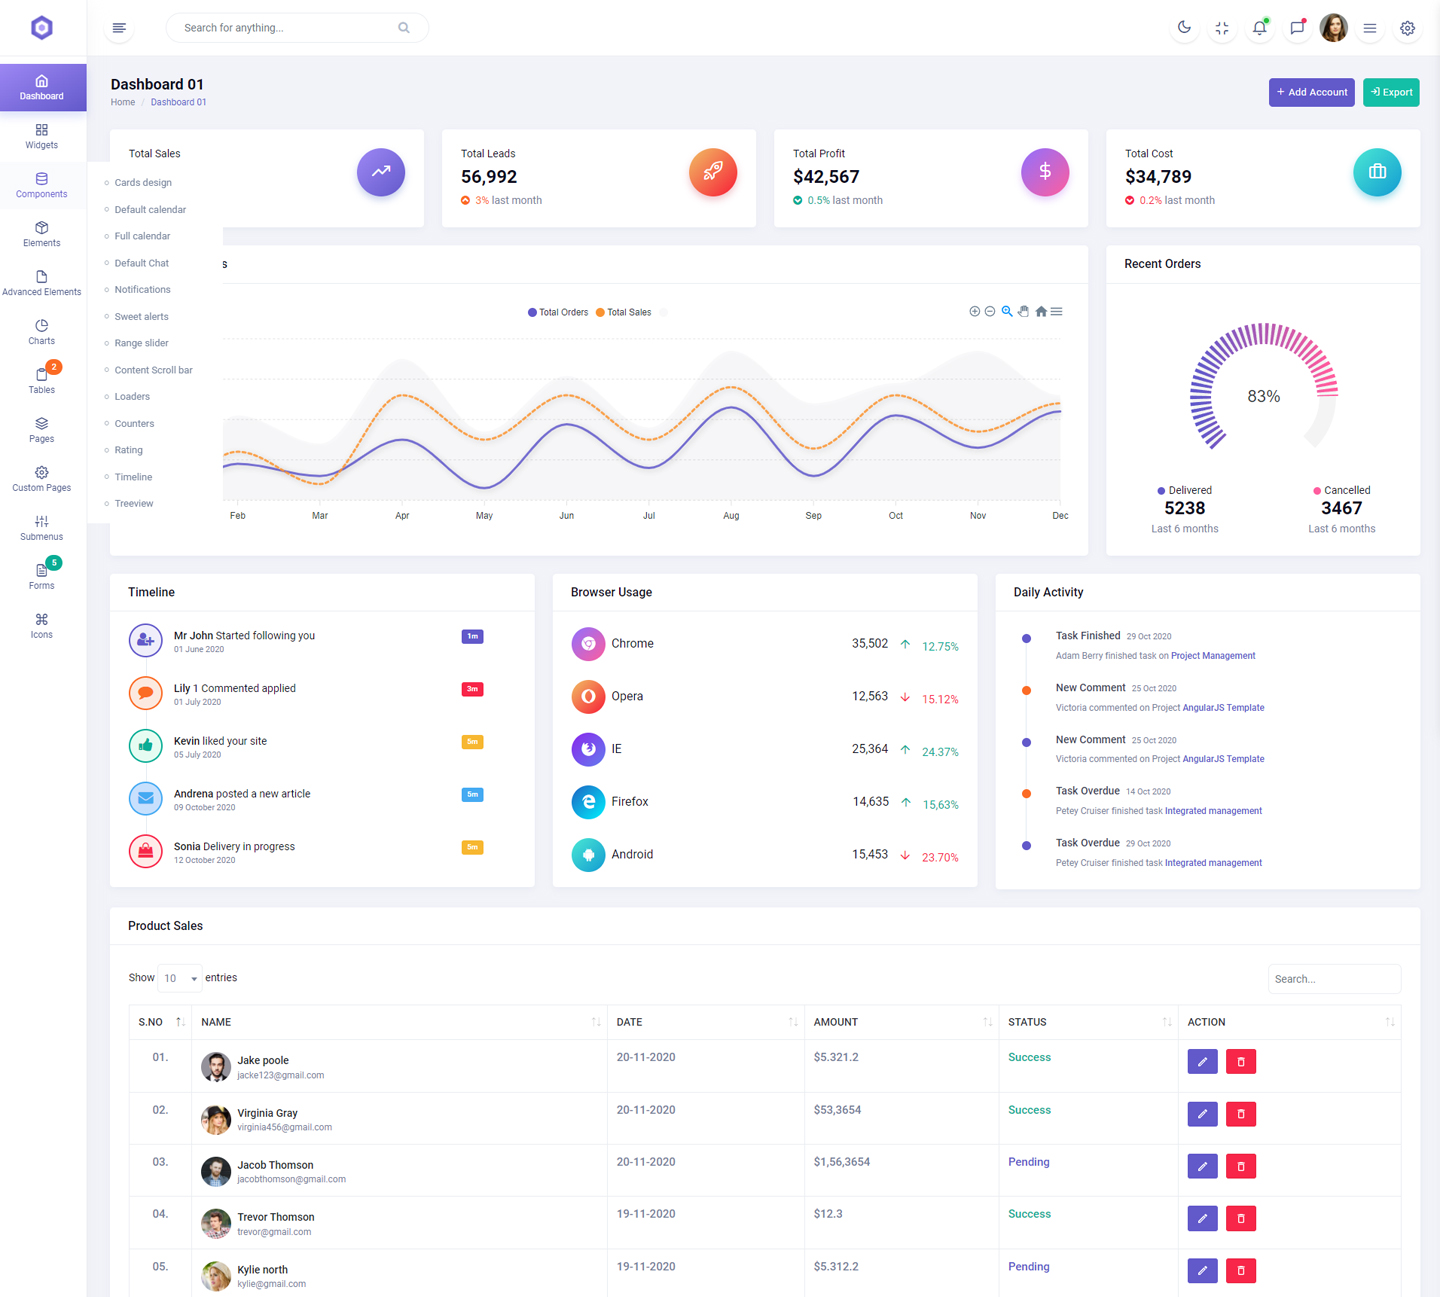 Search for anything...
Dashboard
Widgets
Components
Elements
Advanced Elements
Charts
2
Tables
Pages
Custom Pages
Submenus
5
Forms
Icons
Dashboard 01
Home / Dashboard 01
+ Add Account
Export
Cards design
Default calendar
Full calendar
Default Chat
Notifications
Sweet alerts
Range slider
Content Scroll bar
Loaders
Counters
Rating
Timeline
Treeview
Total Sales
Total Leads
56,992
3% last month
Total Profit
$42,567
0.5% last month
$
Total Cost
$34,789
0.2% last month
s
Total Orders Total Sales
Feb Mar Apr May Jun Jul Aug Sep Oct Nov Dec
Recent Orders
83%
Delivered
5238
Last 6 months
Cancelled
3467
Last 6 months
Timeline
Mr John Started following you 1m
01 June 2020
Lily 1 Commented applied 3m
01 July 2020
Kevin liked your site 5m
05 July 2020
Andrena posted a new article 5m
09 October 2020
Sonia Delivery in progress 5m
12 October 2020
Browser Usage
Chrome 35,502 12.75%
Opera 12,563 15.12%
IE 25,364 24.37%
Firefox 14,635 15,63%
Android 15,453 23.70%
Daily Activity
Task Finished 29 Oct 2020
Adam Berry finished task on Project Management
New Comment 25 Oct 2020
Victoria commented on Project AngularJS Template
New Comment 25 Oct 2020
Victoria commented on Project AngularJS Template
Task Overdue 14 Oct 2020
Petey Cruiser finished task Integrated management
Task Overdue 29 Oct 2020
Petey Cruiser finished task Integrated management
Product Sales
Show 10 entries
Search...
S.NO NAME DATE AMOUNT STATUS ACTION
01. Jake poole 20-11-2020 $5.321.2 Success
jacke123@gmail.com
02. Virginia Gray 20-11-2020 $53,3654 Success
virginia456@gmail.com
03. Jacob Thomson 20-11-2020 $1,56,3654 Pending
jacobthomson@gmail.com
04. Trevor Thomson 19-11-2020 $12.3 Success
trevor@gmail.com
05. Kylie north 19-11-2020 $5.312.2 Pending
kylie@gmail.com